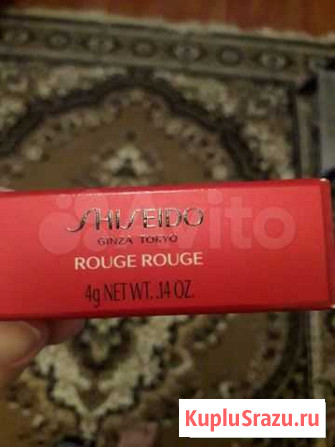 SHISEIDO
GINZA TOKYO
ROUGE ROUGE
4g NET WT. .14 OZ.
Avito
KupluSrazu.ru